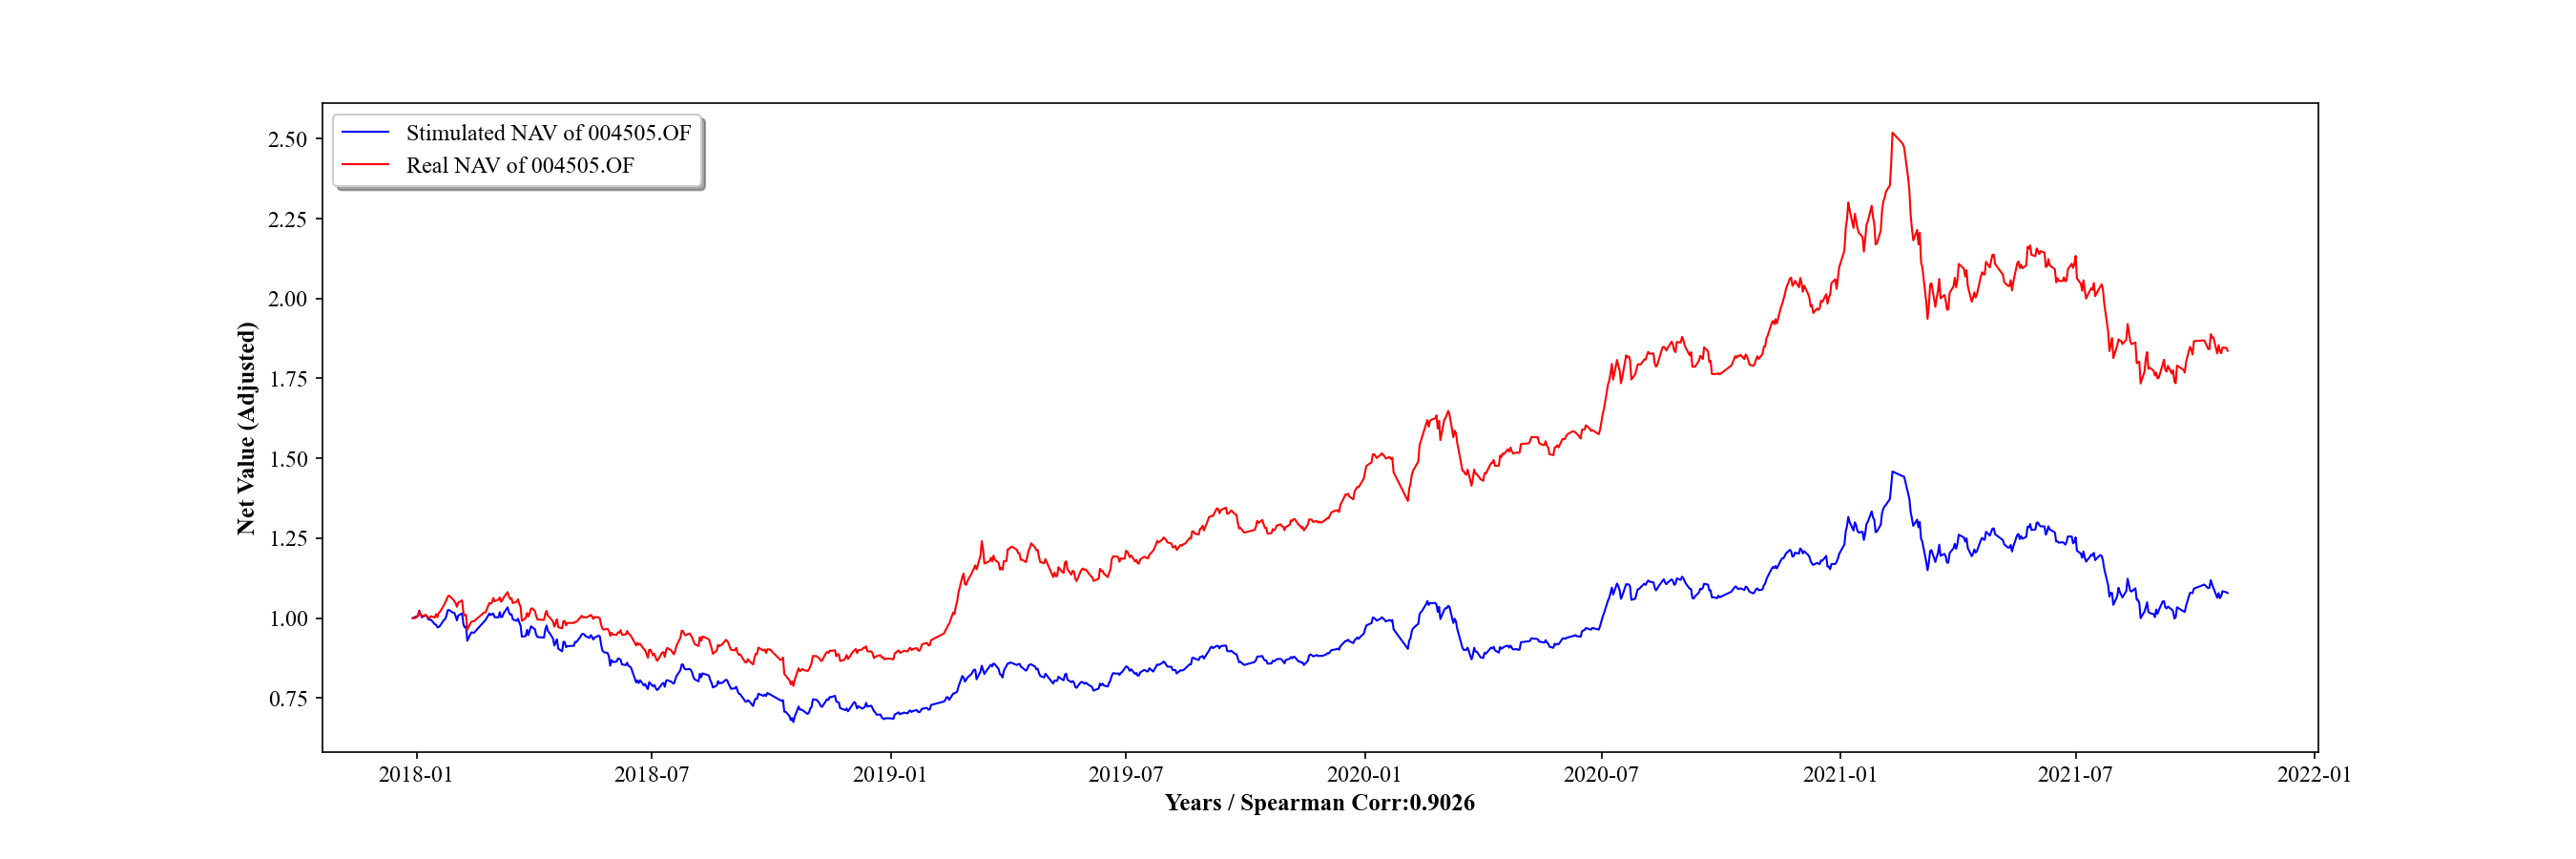 Stimulated NAV of 004505.OF
Real NAV of 004505.OF
Net Value (Adjusted)
2.50
2.25
2.00
1.75
1.50
1.25
1.00
0.75
2018-01 2018-07 2019-01 2019-07 2020-01 2020-07 2021-01 2021-07 2022-01
Years / Spearman Corr:0.9026